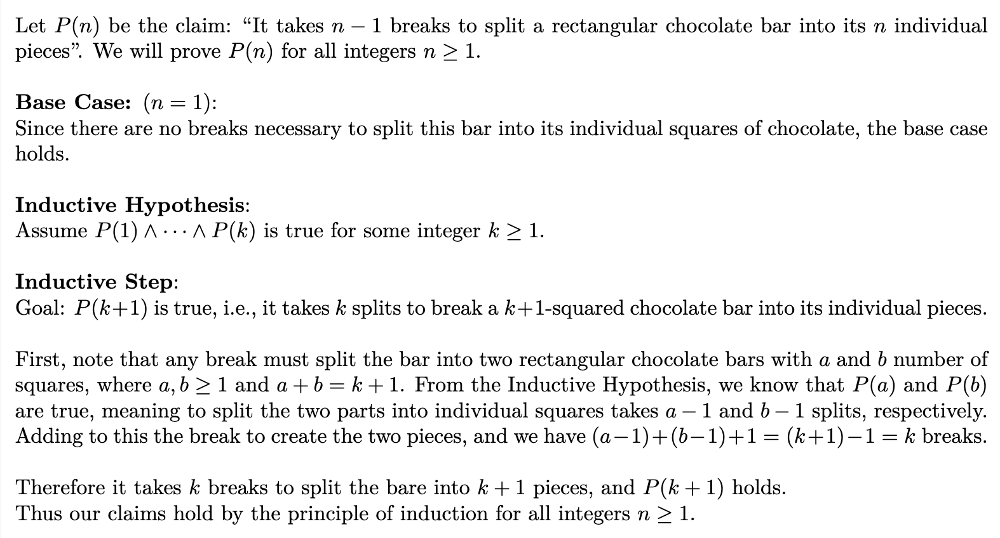 Let P(n) be the claim: “It takes n − 1 breaks to split a rectangular chocolate bar into its n individual
pieces”. We will prove P(n) for all integers n ≥ 1.
Base Case: (n = 1):
Since there are no breaks necessary to split this bar into its individual squares of chocolate, the base case
holds.
Inductive Hypothesis:
Assume P(1) ∧ ⋯ ∧ P(k) is true for some integer k ≥ 1.
Inductive Step:
Goal: P(k+1) is true, i.e., it takes k splits to break a k+1-squared chocolate bar into its individual pieces.
First, note that any break must split the bar into two rectangular chocolate bars with a and b number of
squares, where a, b ≥ 1 and a + b = k + 1. From the Inductive Hypothesis, we know that P(a) and P(b)
are true, meaning to split the two parts into individual squares takes a − 1 and b − 1 splits, respectively.
Adding to this the break to create the two pieces, and we have (a−1)+(b−1)+1 = (k+1)−1 = k breaks.
Therefore it takes k breaks to split the bare into k + 1 pieces, and P(k + 1) holds.
Thus our claims hold by the principle of induction for all integers n ≥ 1.